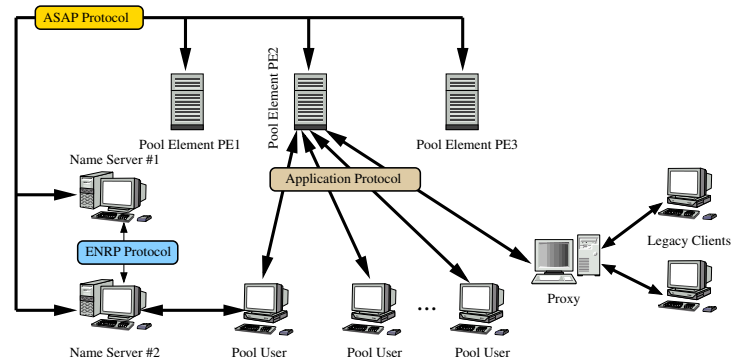 ASAP Protocol
Pool Element PE2
Pool Element PE1
Pool Element PE3
Name Server #1
Application Protocol
Legacy Clients
ENRP Protocol
Proxy
...
Name Server #2
Pool User
Pool User
Pool User